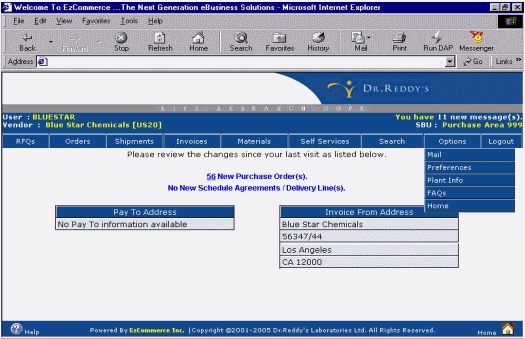 Welcome To EzCommerce ...The Next Generation eBusiness Solutions - Microsoft Internet Explorer
File Edit View Favorites Tools Help
Back Forward Stop Refresh Home Search Favorites History Mail Print Run DAP Messenger
Address Go Links »
DR.REDDY'S
LIFE. RESEARCH. HOPE
User : BLUESTAR You have 11 new message(s).
Vendor : Blue Star Chemicals [US20] SBU : Purchase Area 999
RFQs Orders Shipments Invoices Materials Self Services Search Options Logout
Mail
Preferences
Plant Info
FAQs
Home
Please review the changes since your last visit as listed below.
56 New Purchase Order(s).
No New Schedule Agreements / Delivery Line(s).
Pay To Address
No Pay To information available
Invoice From Address
Blue Star Chemicals
56347/44
Los Angeles
CA 12000
Help Powered By EzCommerce Inc. |Copyright ©2001-2005 Dr.Reddy's Laboratories Ltd. All Rights Reserved. Home